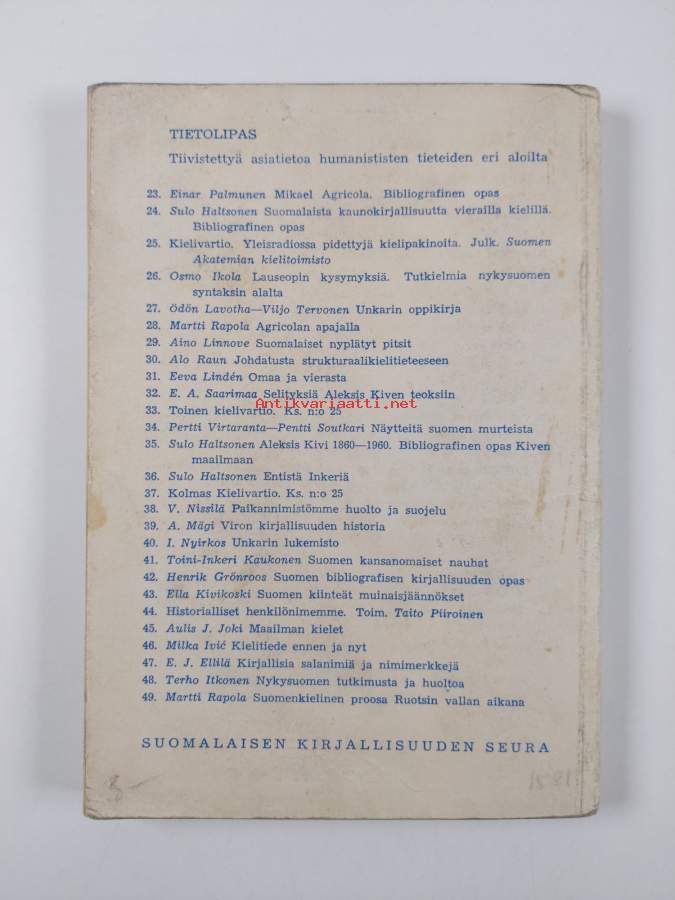 TIETOLIPAS
Tiivistettyä asiatietoa humanististen tieteiden eri aloilta
23. Einar Palmunen Mikael Agricola. Bibliografinen opas
24. Sulo Haltsonen Suomalaista kaunokirjallisuutta vierailla kielillä.
Bibliografinen opas
25. Kielivartio. Yleisradiossa pidettyjä kielipakinoita. Julk. Suomen
Akatemian kielitoimisto
26. Osmo Ikola Lauseopin kysymyksiä. Tutkielmia nykysuomen
syntaksin alalta
27. Ödön Lavotha—Viljo Tervonen Unkarin oppikirja
28. Martti Rapola Agricolan apajalla
29. Aino Linnove Suomalaiset nyplätyt pitsit
30. Alo Raun Johdatusta strukturaalikielitieteeseen
31. Eeva Lindén Omaa ja vierasta
32. E. A. Saarimaa Selityksiä Aleksis Kiven teoksiin
Antikvariaatti.net
33. Toinen kielivartio. Ks. n:o 25
34. Pertti Virtaranta—Pentti Soutkari Näytteitä suomen murteista
35. Sulo Haltsonen Aleksis Kivi 1860—1960. Bibliografinen opas Kiven
maailmaan
36. Sulo Haltsonen Entistä Inkeriä
37. Kolmas Kielivartio. Ks. n:o 25
38. V. Nissilä Paikannimistömme huolto ja suojelu
39. A. Mägi Viron kirjallisuuden historia
40. I. Nyirkos Unkarin lukemisto
41. Toini-Inkeri Kaukonen Suomen kansanomaiset nauhat
42. Henrik Grönroos Suomen bibliografisen kirjallisuuden opas
43. Ella Kivikoski Suomen kiinteät muinaisjäännökset
44. Historialliset henkilönimemme. Toim. Taito Piiroinen
45. Aulis J. Joki Maailman kielet
46. Milka Ivić Kielitiede ennen ja nyt
47. E. J. Ellilä Kirjallisia salanimiä ja nimimerkkejä
48. Terho Itkonen Nykysuomen tutkimusta ja huoltoa
49. Martti Rapola Suomenkielinen proosa Ruotsin vallan aikana
SUOMALAISEN KIRJALLISUUDEN SEURA